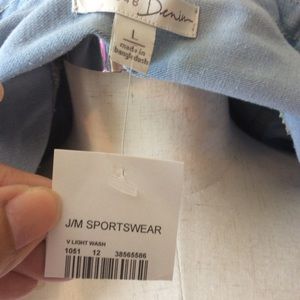 Denim
L
made in
bangladesh
J/M SPORTSWEAR
V LIGHT WASH
1051 12 38565586